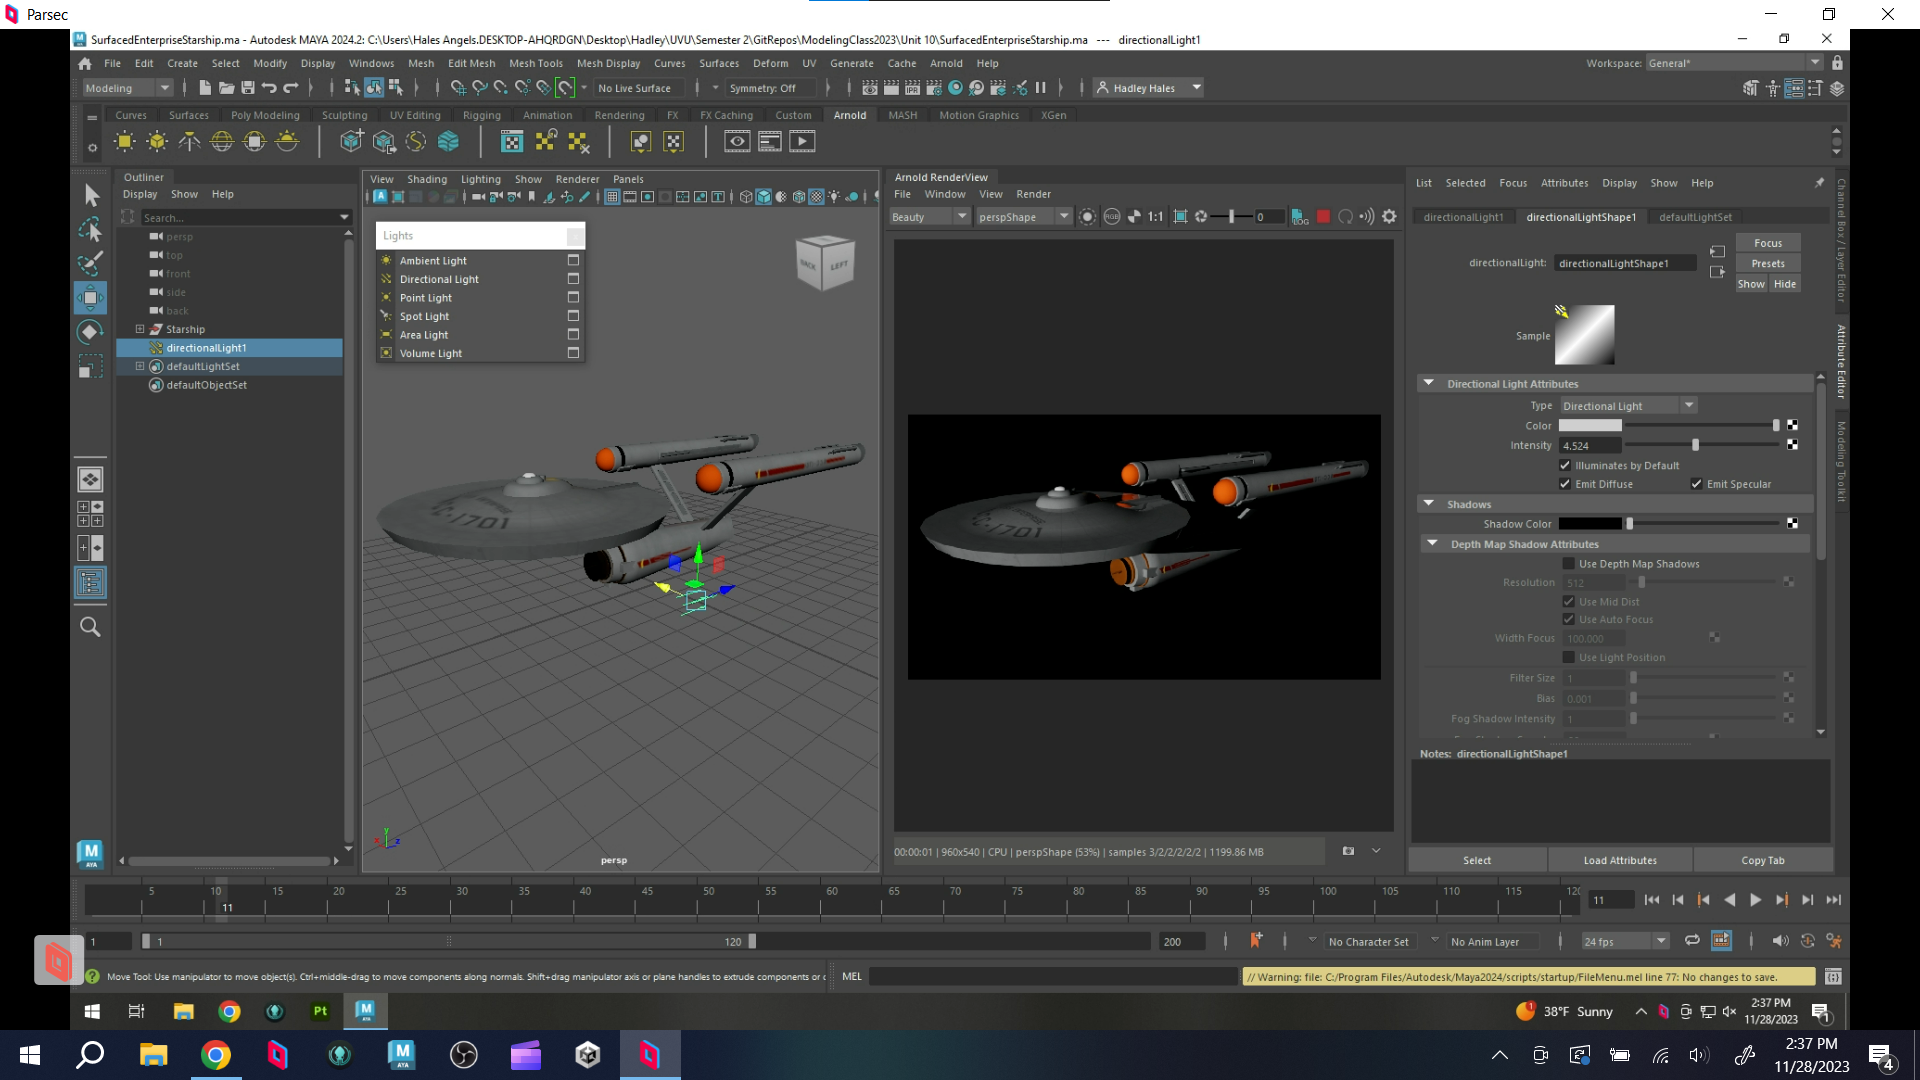 Parsec
SurfacedEnterpriseStarship.ma - Autodesk MAYA 2024.2: C:\Users\Hales Angels.DESKTOP-AHQRDGN\Desktop\Hadley\UVU\Semester 2\GitRepos\ModelingClass2023\Unit 10\SurfacedEnterpriseStarship.ma --- directionalLight1
File Edit Create Select Modify Display Windows Mesh Edit Mesh Mesh Tools Mesh Display Curves Surfaces Deform UV Generate Cache Arnold Help
Workspace: General*
Modeling
No Live Surface
Symmetry: Off
Hadley Hales
Curves Surfaces Poly Modeling Sculpting UV Editing Rigging Animation Rendering FX FX Caching Custom Arnold MASH Motion Graphics XGen
Outliner
Display Show Help
Search...
persp
top
front
side
back
Starship
directionalLight1
defaultLightSet
defaultObjectSet
View Shading Lighting Show Renderer Panels
Lights
Ambient Light
Directional Light
Point Light
Spot Light
Area Light
Volume Light
BACK LEFT
C-1701
persp
Arnold RenderView
File Window View Render
Beauty
perspShape
RGB
1:1
0
LOG
C-1701
00:00:01 | 960x540 | CPU | perspShape (53%) | samples 3/2/2/2/2/2 | 1199.86 MB
List Selected Focus Attributes Display Show Help
directionalLight1 directionalLightShape1 defaultLightSet
directionalLight: directionalLightShape1
Focus
Presets
Show Hide
Sample
Directional Light Attributes
Type Directional Light
Color
Intensity 4.524
Illuminates by Default
Emit Diffuse Emit Specular
Shadows
Shadow Color
Depth Map Shadow Attributes
Use Depth Map Shadows
Resolution 512
Use Mid Dist
Use Auto Focus
Width Focus 100.000
Use Light Position
Filter Size 1
Bias 0.001
Fog Shadow Intensity 1
Notes: directionalLightShape1
Select Load Attributes Copy Tab
Channel Box / Layer Editor
Attribute Editor
Modeling Toolkit
5 10 15 20 25 30 35 40 45 50 55 60 65 70 75 80 85 90 95 100 105 110 115 120
11
11
1
1
120
200
No Character Set
No Anim Layer
24 fps
Move Tool: Use manipulator to move object(s). Ctrl+middle-drag to move components along normals. Shift+drag manipulator axis or plane handles to extrude components or c
MEL
// Warning: file: C:/Program Files/Autodesk/Maya2024/scripts/startup/FileMenu.mel line 77: No changes to save.
Pt
38°F Sunny
2:37 PM
11/28/2023
2:37 PM
11/28/2023
4